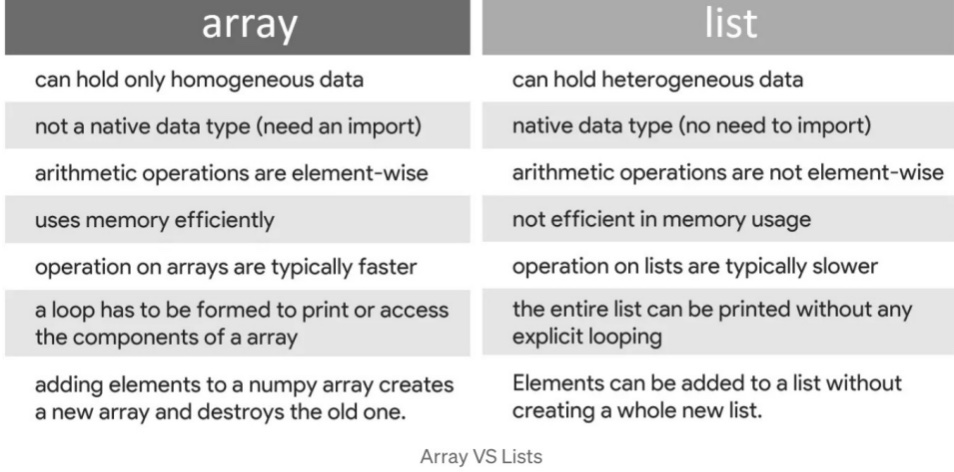 array
list
can hold only homogeneous data
can hold heterogeneous data
not a native data type (need an import)
native data type (no need to import)
arithmetic operations are element-wise
arithmetic operations are not element-wise
uses memory efficiently
not efficient in memory usage
operation on arrays are typically faster
operation on lists are typically slower
a loop has to be formed to print or access
the components of a array
the entire list can be printed without any
explicit looping
adding elements to a numpy array creates
a new array and destroys the old one.
Elements can be added to a list without
creating a whole new list.
Array VS Lists